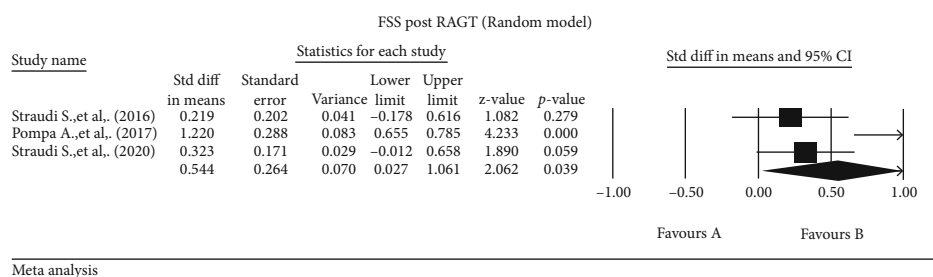 FSS post RAGT (Random model)
Study name Statistics for each study Std diff in means and 95% CI
Std diff Standard Lower Upper
in means error Variance limit limit z-value p-value
Straudi S.,et al,. (2016) 0.219 0.202 0.041 –0.178 0.616 1.082 0.279
Pompa A.,et al,. (2017) 1.220 0.288 0.083 0.655 0.785 4.233 0.000
Straudi S.,et al,. (2020) 0.323 0.171 0.029 –0.012 0.658 1.890 0.059
0.544 0.264 0.070 0.027 1.061 2.062 0.039
–1.00 –0.50 0.00 0.50 1.00
Favours A Favours B
Meta analysis